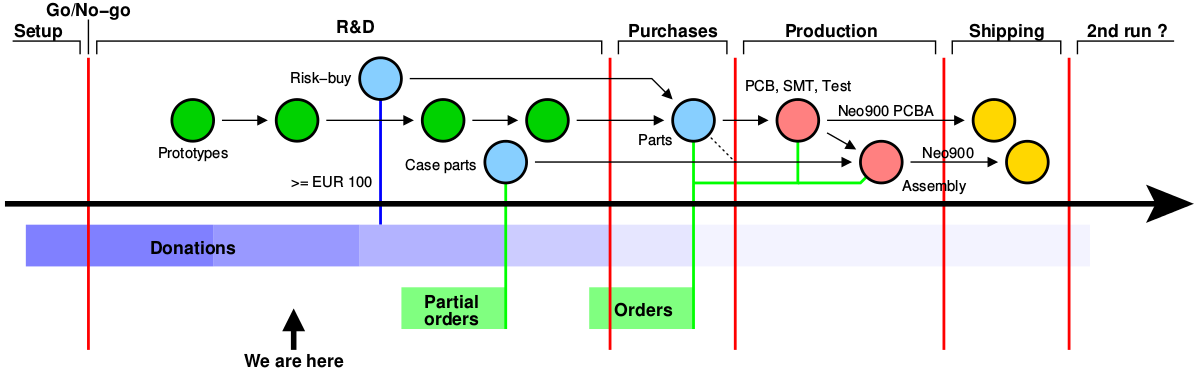 Go/No−go
Setup
R&D
Purchases
Production
Shipping
2nd run ?
Risk−buy
PCB, SMT, Test
Neo900 PCBA
Prototypes
Parts
Case parts
Neo900
>= EUR 100
Assembly
Donations
Partial
orders
Orders
We are here